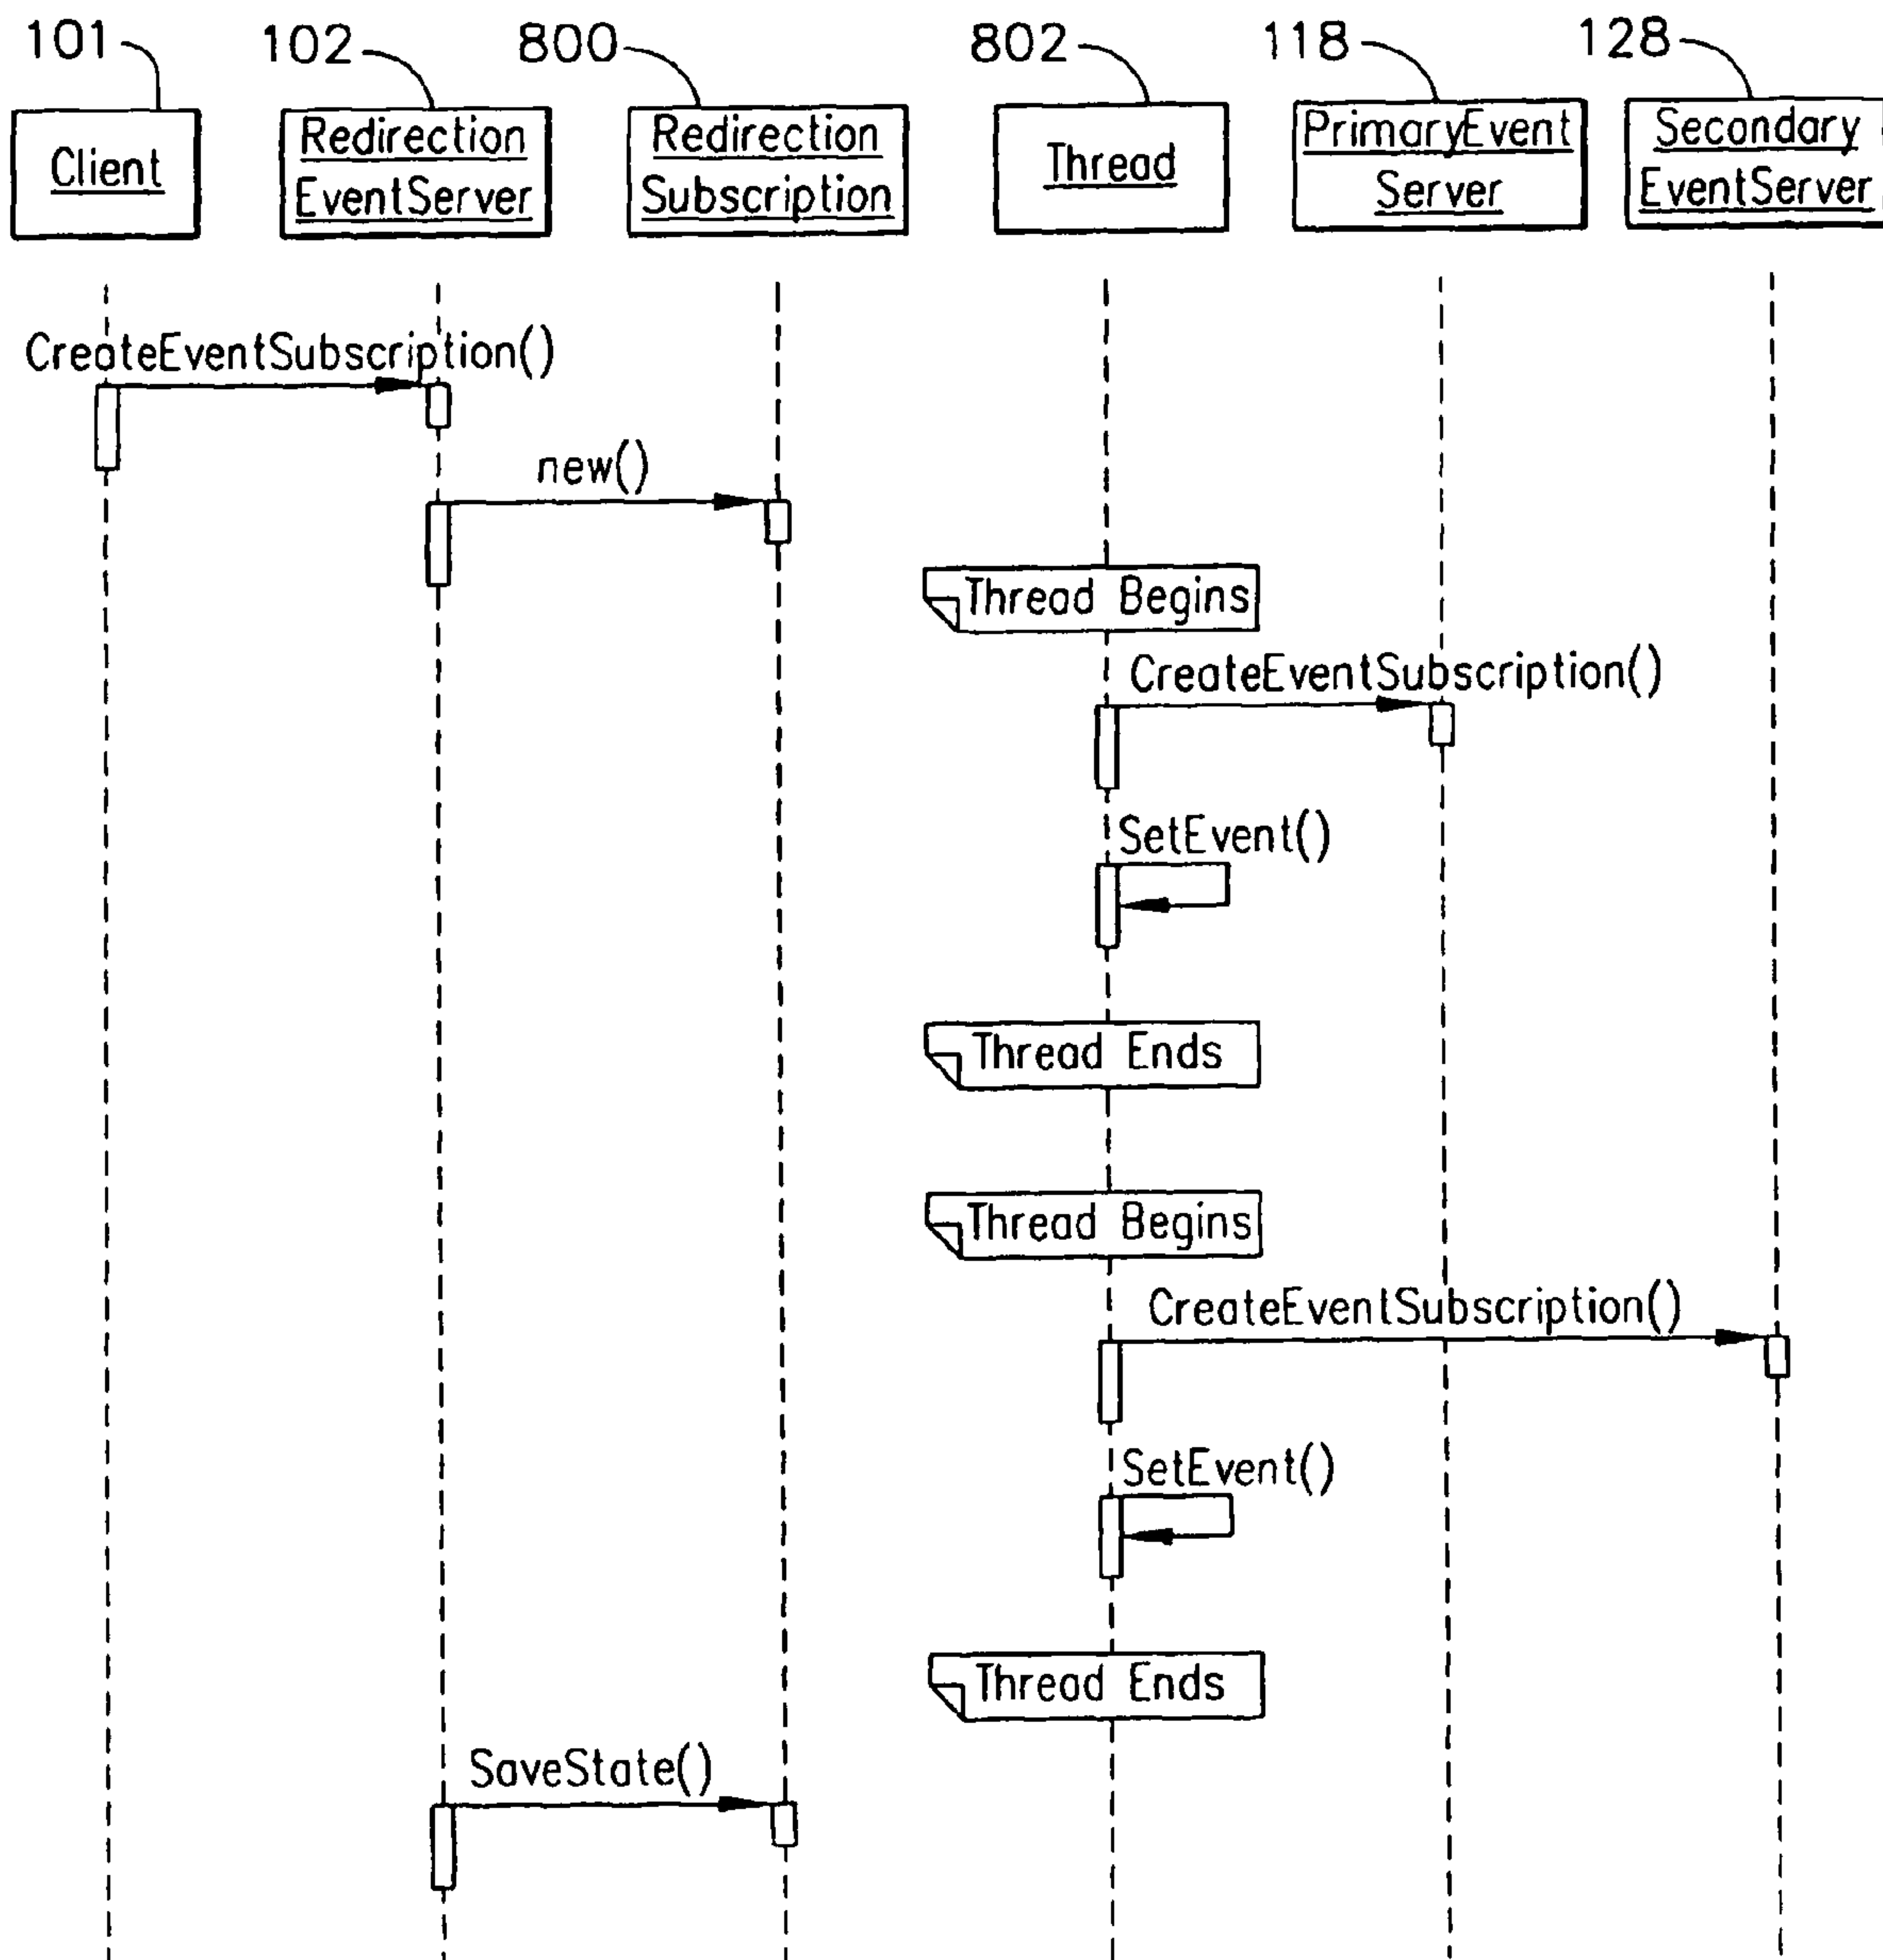 101
102
800
802
118
128
Client
Redirection
EventServer
Redirection
Subscription
Thread
PrimaryEvent
Server
Secondary
EventServer
CreateEventSubscription()
new()
Thread Begins
CreateEventSubscription()
SetEvent()
Thread Ends
Thread Begins
CreateEventSubscription()
SetEvent()
Thread Ends
SaveState()